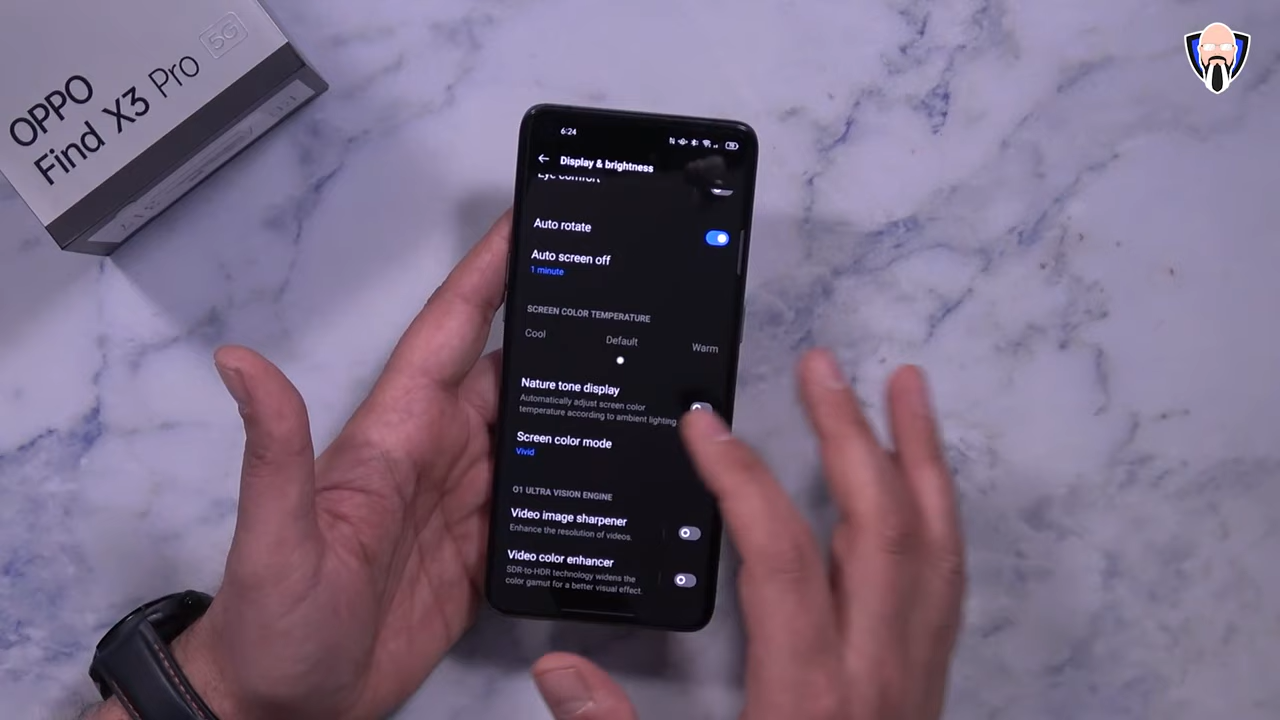 OPPO
Find X3 Pro 5G
6:24
Display & brightness
Eye comfort
Auto rotate
Auto screen off
1 minute
SCREEN COLOR TEMPERATURE
Cool Default Warm
Nature tone display
Automatically adjust screen color
temperature according to ambient lighting.
Screen color mode
Vivid
O1 ULTRA VISION ENGINE
Video image sharpener
Enhance the resolution of videos.
Video color enhancer
SDR-to-HDR technology widens the
color gamut for a better visual effect.